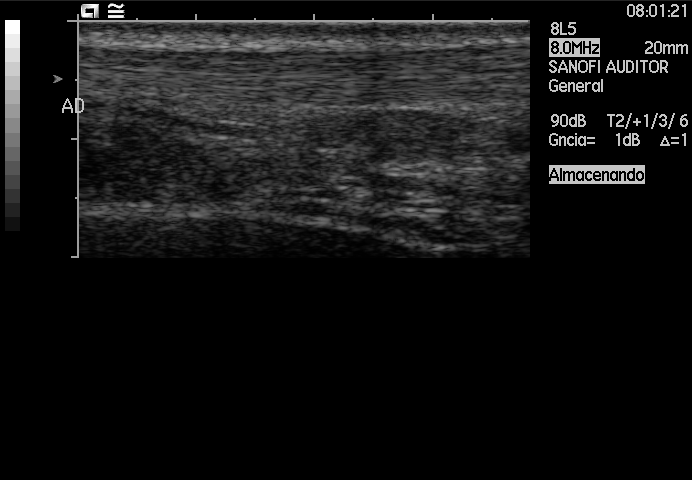 08:01:21
8L5
8.0MHz 20mm
SANOFI AUDITOR
General
AD
90dB T2/+1/3/ 6
Gncia= 1dB Δ=1
Almacenando